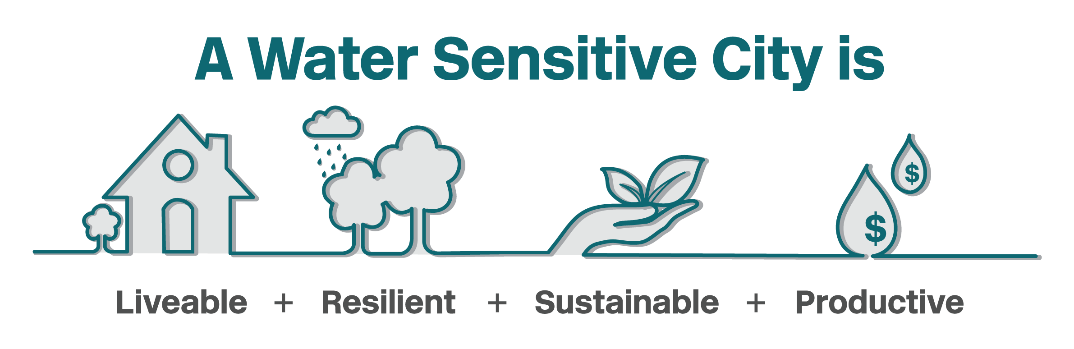 A Water Sensitive City is
$
$
Liveable + Resilient + Sustainable + Productive